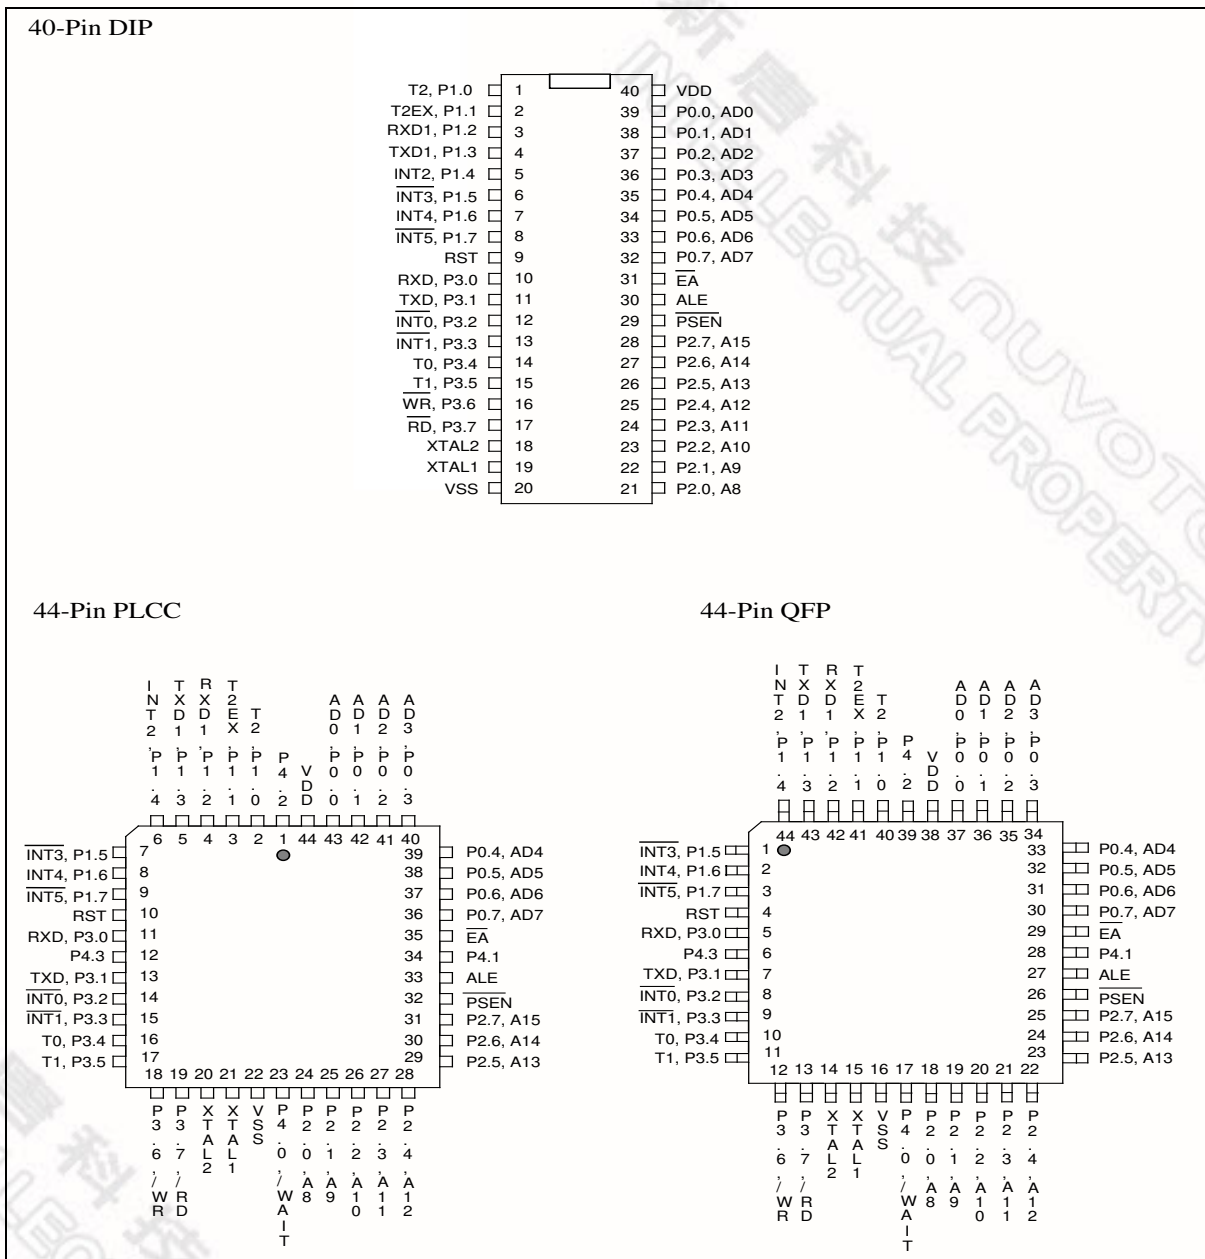 40-Pin DIP
T2, P1.0 1 40 VDD
T2EX, P1.1 2 39 P0.0, AD0
RXD1, P1.2 3 38 P0.1, AD1
TXD1, P1.3 4 37 P0.2, AD2
INT2, P1.4 5 36 P0.3, AD3
INT3, P1.5 6 35 P0.4, AD4
INT4, P1.6 7 34 P0.5, AD5
INT5, P1.7 8 33 P0.6, AD6
RST 9 32 P0.7, AD7
RXD, P3.0 10 31 EA
TXD, P3.1 11 30 ALE
INT0, P3.2 12 29 PSEN
INT1, P3.3 13 28 P2.7, A15
T0, P3.4 14 27 P2.6, A14
T1, P3.5 15 26 P2.5, A13
WR, P3.6 16 25 P2.4, A12
RD, P3.7 17 24 P2.3, A11
XTAL2 18 23 P2.2, A10
XTAL1 19 22 P2.1, A9
VSS 20 21 P2.0, A8
44-Pin PLCC
INT2, P1.4
TXD1, P1.3
RXD1, P1.2
T2EX, P1.1
T2, P1.0
P4.2
VDD
AD0, P0.0
AD1, P0.1
AD2, P0.2
AD3, P0.3
6 5 4 3 2 1 44 43 42 41 40
INT3, P1.5 7 39 P0.4, AD4
INT4, P1.6 8 38 P0.5, AD5
INT5, P1.7 9 37 P0.6, AD6
RST 10 36 P0.7, AD7
RXD, P3.0 11 35 EA
P4.3 12 34 P4.1
TXD, P3.1 13 33 ALE
INT0, P3.2 14 32 PSEN
INT1, P3.3 15 31 P2.7, A15
T0, P3.4 16 30 P2.6, A14
T1, P3.5 17 29 P2.5, A13
18 19 20 21 22 23 24 25 26 27 28
P3.6, /WR
P3.7, /RD
XTAL2
XTAL1
VSS
P4.0, /WAIT
P2.0, A8
P2.1, A9
P2.2, A10
P2.3, A11
P2.4, A12
44-Pin QFP
INT2, P1.4
TXD1, P1.3
RXD1, P1.2
T2EX, P1.1
T2, P1.0
P4.2
VDD
AD0, P0.0
AD1, P0.1
AD2, P0.2
AD3, P0.3
44 43 42 41 40 39 38 37 36 35 34
INT3, P1.5 1 33 P0.4, AD4
INT4, P1.6 2 32 P0.5, AD5
INT5, P1.7 3 31 P0.6, AD6
RST 4 30 P0.7, AD7
RXD, P3.0 5 29 EA
P4.3 6 28 P4.1
TXD, P3.1 7 27 ALE
INT0, P3.2 8 26 PSEN
INT1, P3.3 9 25 P2.7, A15
T0, P3.4 10 24 P2.6, A14
T1, P3.5 11 23 P2.5, A13
12 13 14 15 16 17 18 19 20 21 22
P3.6, /WR
P3.7, /RD
XTAL2
XTAL1
VSS
P4.0, /WAIT
P2.0, A8
P2.1, A9
P2.2, A10
P2.3, A11
P2.4, A12
新唐科技 nuvoTo
INTELLECTUAL PROPERTY
唐科技